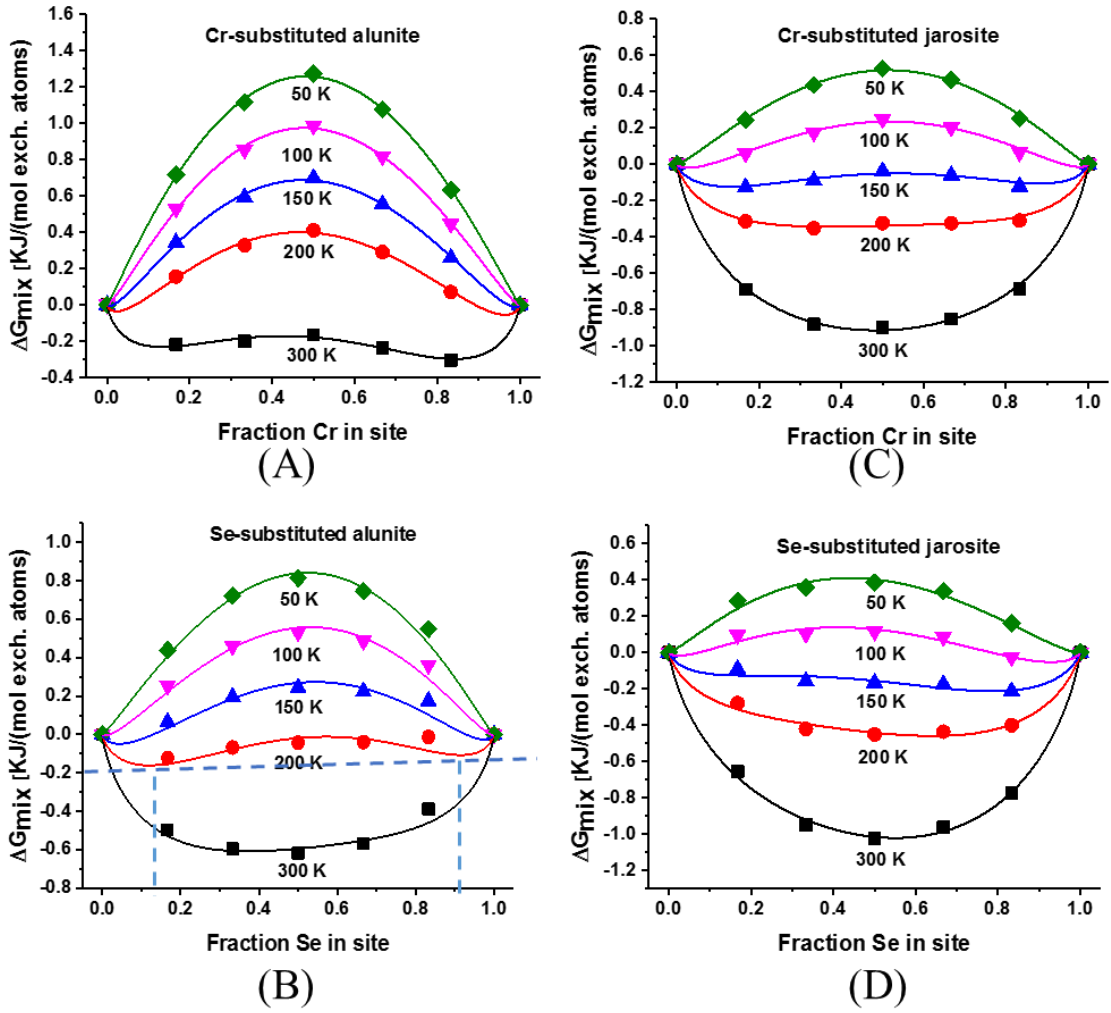 Cr-substituted alunite
ΔGmix [KJ/(mol exch. atoms)
1.6
1.4
1.2
1.0
0.8
0.6
0.4
0.2
0.0
-0.2
-0.4
50 K
100 K
150 K
200 K
300 K
0.0 0.2 0.4 0.6 0.8 1.0
Fraction Cr in site
(A)
Cr-substituted jarosite
ΔGmix [KJ/(mol exch. atoms)
0.8
0.6
0.4
0.2
0.0
-0.2
-0.4
-0.6
-0.8
-1.0
-1.2
50 K
100 K
150 K
200 K
300 K
0.0 0.2 0.4 0.6 0.8 1.0
Fraction Cr in site
(C)
Se-substituted alunite
ΔGmix [KJ/(mol exch. atoms)
1.0
0.8
0.6
0.4
0.2
0.0
-0.2
-0.4
-0.6
-0.8
50 K
100 K
150 K
200 K
300 K
0.0 0.2 0.4 0.6 0.8 1.0
Fraction Se in site
(B)
Se-substituted jarosite
ΔGmix [KJ/(mol exch. atoms)
0.6
0.4
0.2
0.0
-0.2
-0.4
-0.6
-0.8
-1.0
-1.2
50 K
100 K
150 K
200 K
300 K
0.0 0.2 0.4 0.6 0.8 1.0
Fraction Se in site
(D)